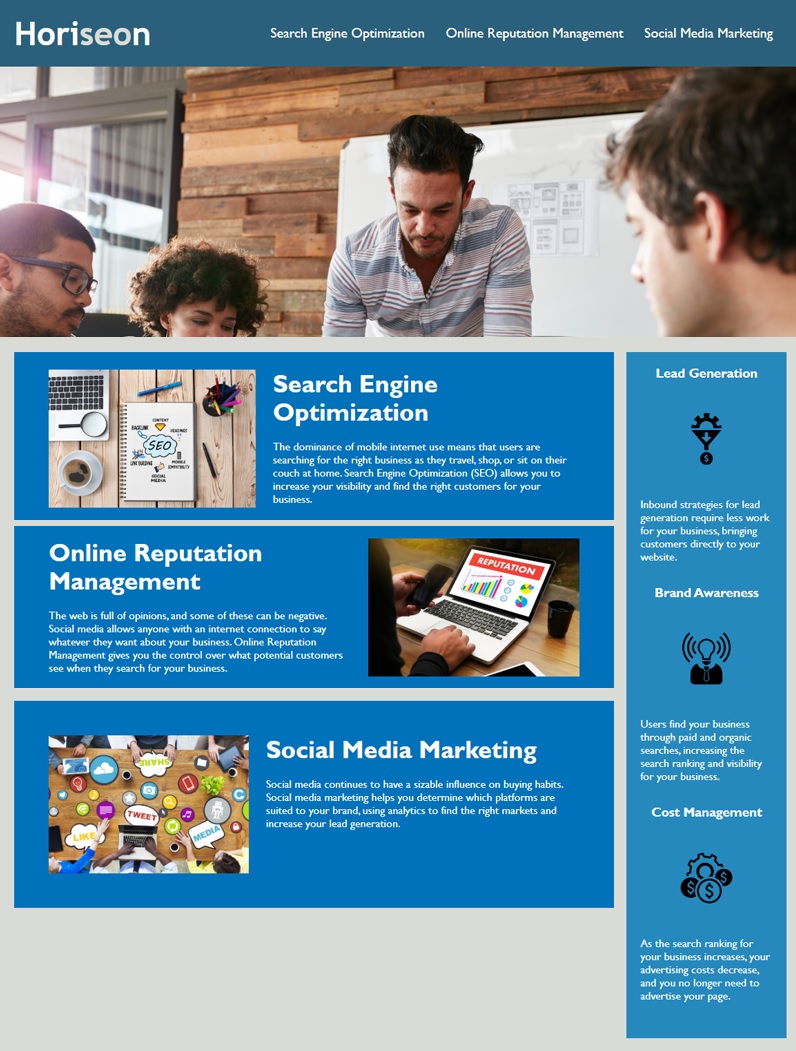 Horiseon
Search Engine Optimization
Online Reputation Management
Social Media Marketing
Search Engine
Optimization
The dominance of mobile internet use means that users are
searching for the right business as they travel, shop, or sit on their
couch at home. Search Engine Optimization (SEO) allows you to
increase your visibility and find the right customers for your
business.
CONTENT
BACKLINK
HEADINGS
SEO
LINK BUILDING
MOBILE
SOCIAL
MEDIA
Online Reputation
Management
The web is full of opinions, and some of these can be negative.
Social media allows anyone with an internet connection to say
whatever they want about your business. Online Reputation
Management gives you the control over what potential customers
see when they search for your business.
REPUTATION
Social Media Marketing
Social media continues to have a sizable influence on buying habits.
Social media marketing helps you determine which platforms are
suited to your brand, using analytics to find the right markets and
increase your lead generation.
SHARE
TWEET
LIKE
MEDIA
Lead Generation
$
Inbound strategies for lead
generation require less work
for your business, bringing
customers directly to your
website.
Brand Awareness
Users find your business
through paid and organic
searches, increasing the
search ranking and visibility
for your business.
Cost Management
$ $ $
As the search ranking for
your business increases, your
advertising costs decrease,
and you no longer need to
advertise your page.